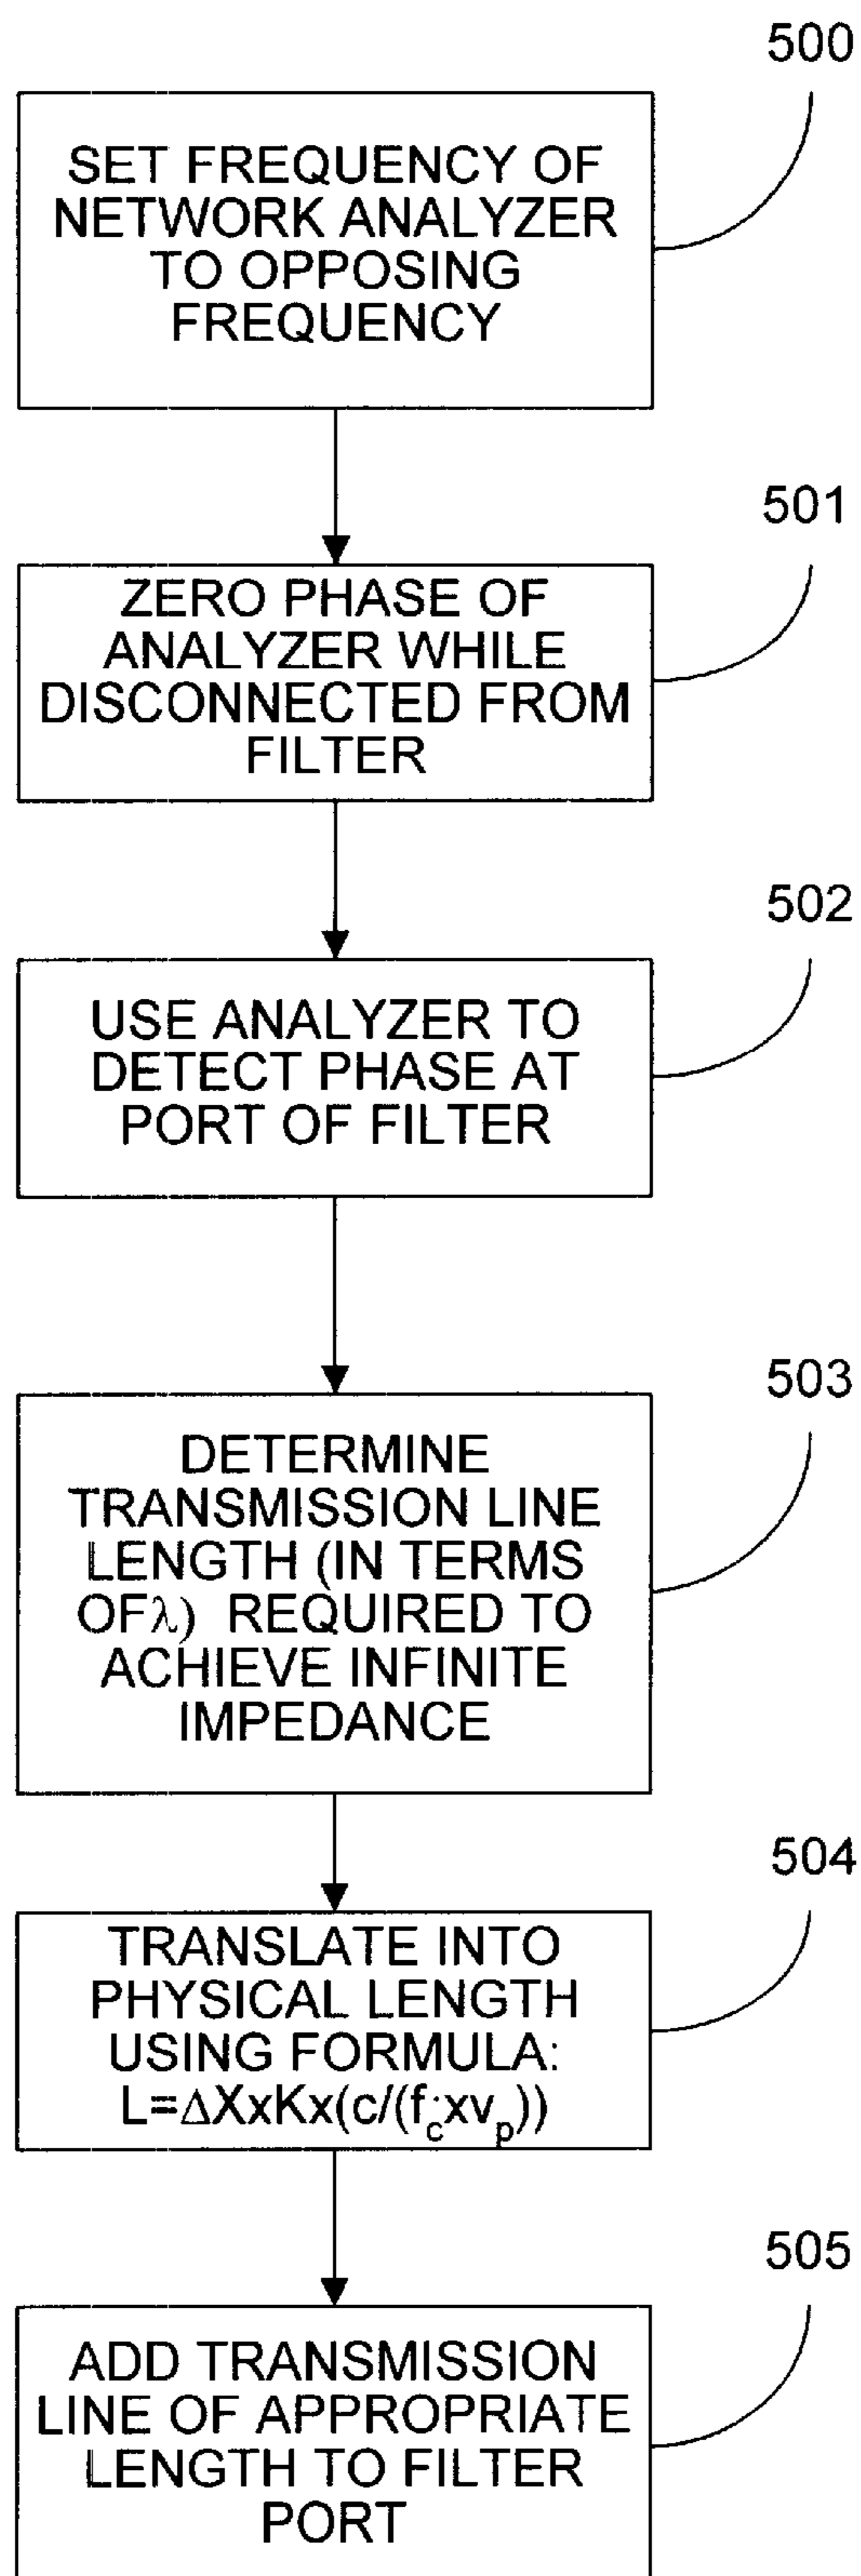 500
SET FREQUENCY OF
NETWORK ANALYZER
TO OPPOSING
FREQUENCY
501
ZERO PHASE OF
ANALYZER WHILE
DISCONNECTED FROM
FILTER
502
USE ANALYZER TO
DETECT PHASE AT
PORT OF FILTER
503
DETERMINE
TRANSMISSION LINE
LENGTH (IN TERMS
OFλ) REQUIRED TO
ACHIEVE INFINITE
IMPEDANCE
504
TRANSLATE INTO
PHYSICAL LENGTH
USING FORMULA:
L=ΔXxKx(c/(f_c xv_p))
505
ADD TRANSMISSION
LINE OF APPROPRIATE
LENGTH TO FILTER
PORT